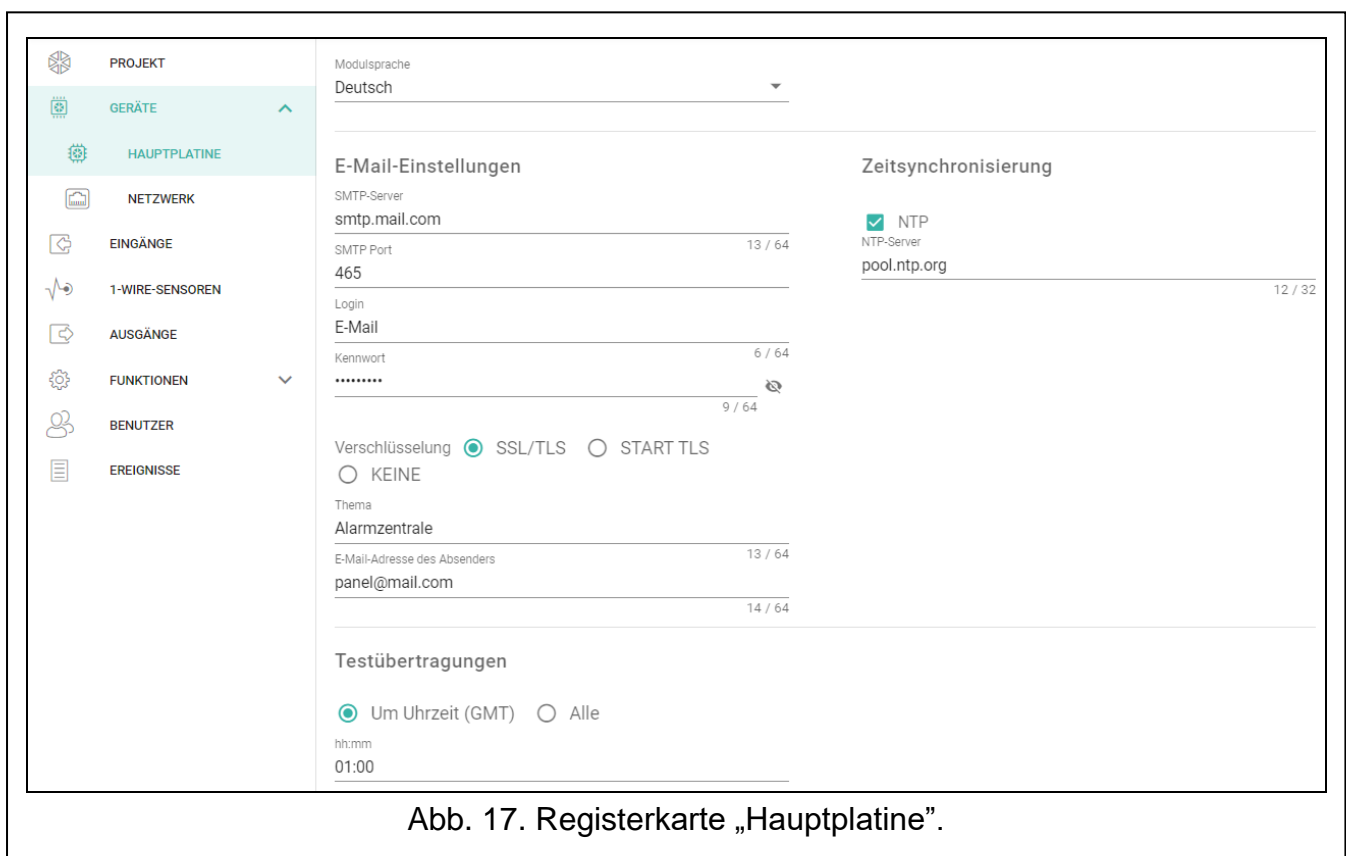 PROJEKT
GERÄTE
HAUPTPLATINE
NETZWERK
EINGÄNGE
1-WIRE-SENSOREN
AUSGÄNGE
FUNKTIONEN
BENUTZER
EREIGNISSE
Modulsprache
Deutsch
E-Mail-Einstellungen
SMTP-Server
smtp.mail.com
13 / 64
SMTP Port
465
Login
E-Mail
6 / 64
Kennwort
•••••••••
9 / 64
Verschlüsselung SSL/TLS START TLS
KEINE
Thema
Alarmzentrale
13 / 64
E-Mail-Adresse des Absenders
panel@mail.com
14 / 64
Zeitsynchronisierung
NTP
NTP-Server
pool.ntp.org
12 / 32
Testübertragungen
Um Uhrzeit (GMT) Alle
hh:mm
01:00
Abb. 17. Registerkarte „Hauptplatine”.